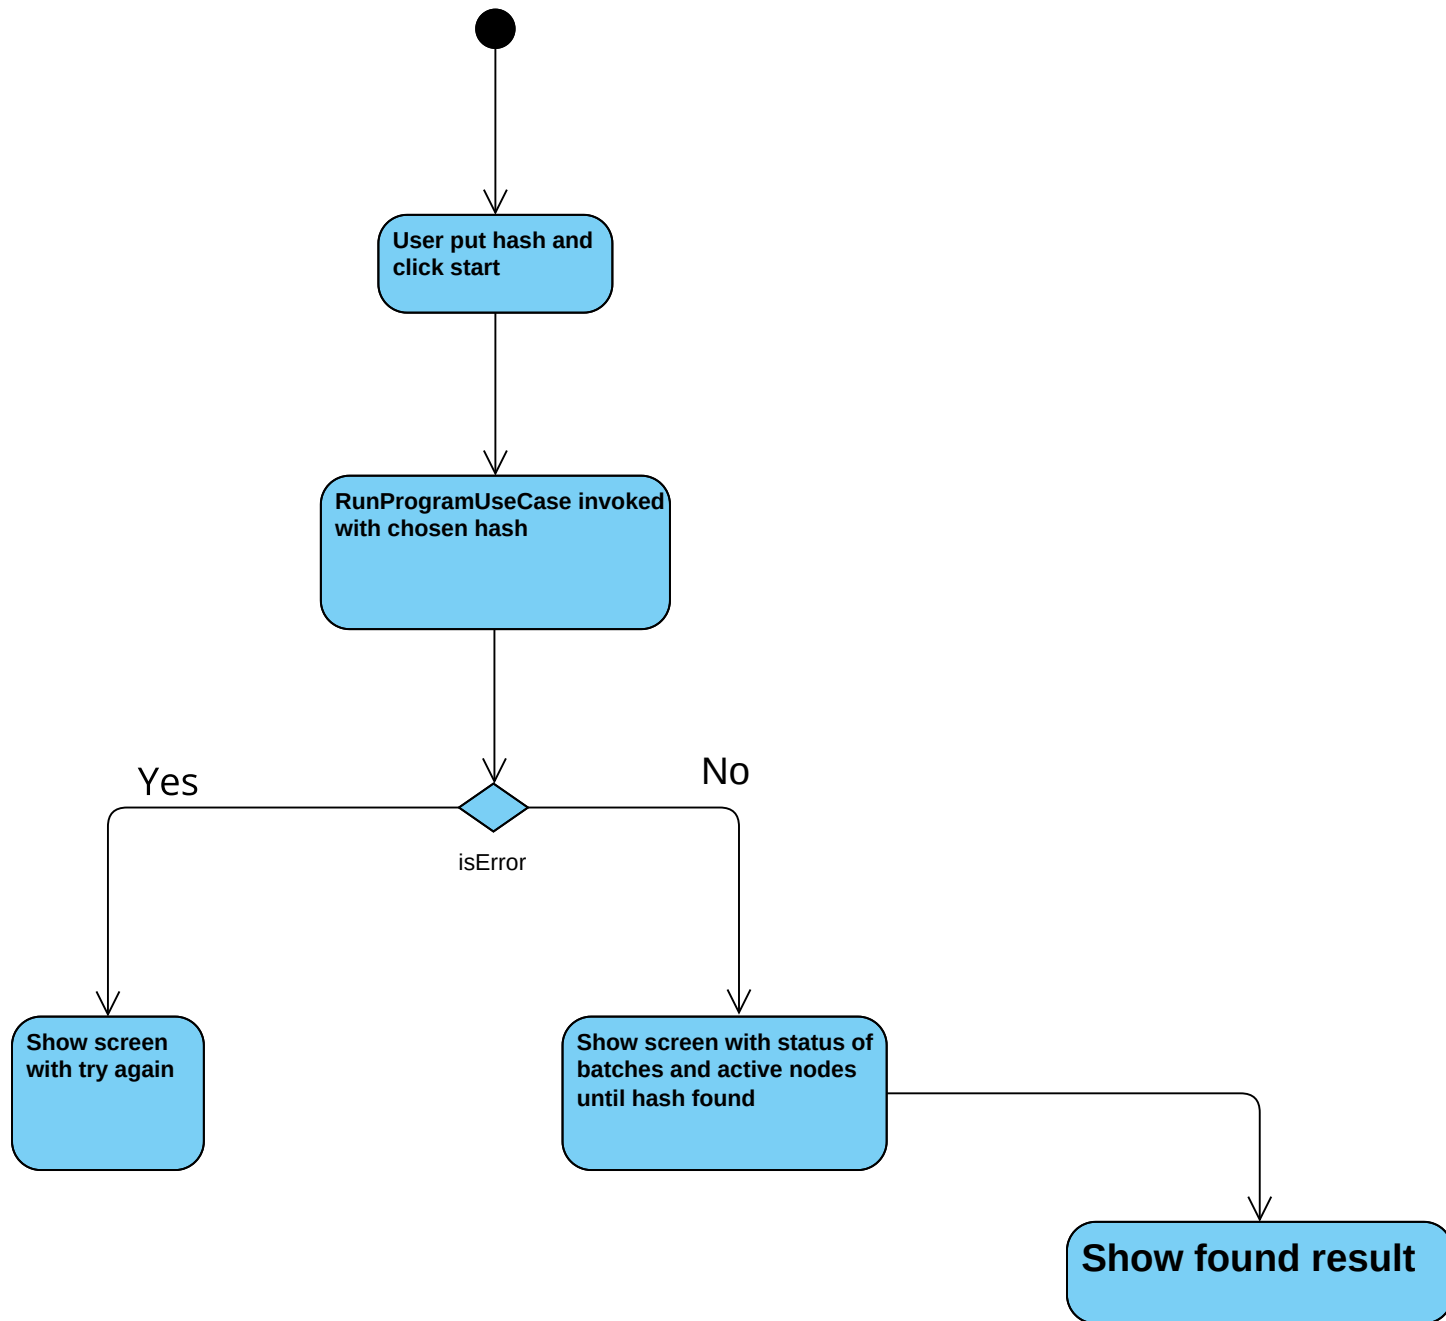 User put hash and
click start
RunProgramUseCase invoked
with chosen hash
Yes
No
isError
Show screen
with try again
Show screen with status of
batches and active nodes
until hash found
Show found result